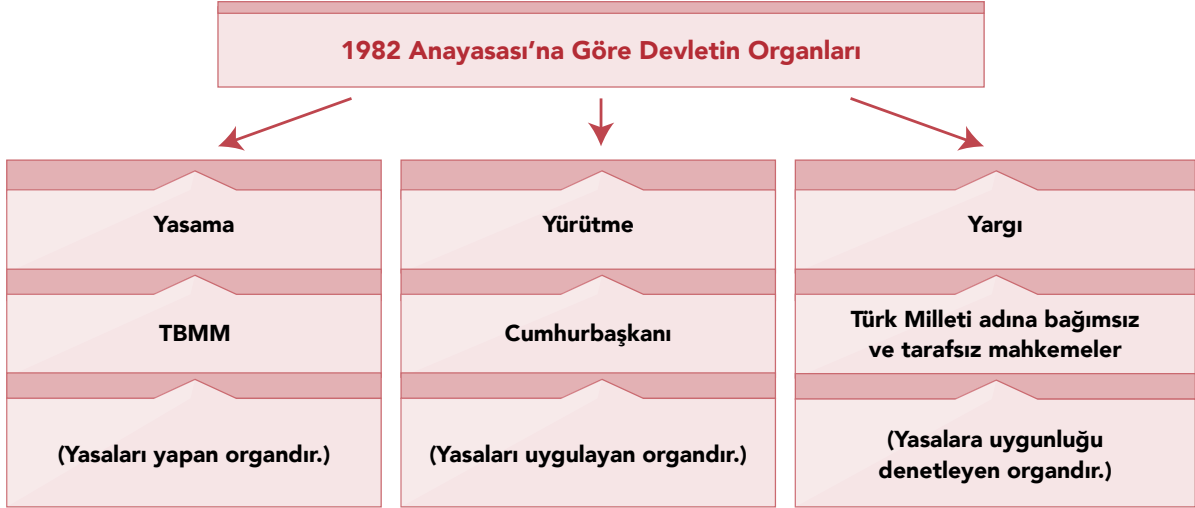 1982 Anayasası’na Göre Devletin Organları
Yasama
TBMM
(Yasaları yapan organdır.)
Yürütme
Cumhurbaşkanı
(Yasaları uygulayan organdır.)
Yargı
Türk Milleti adına bağımsız
ve tarafsız mahkemeler
(Yasalara uygunluğu
denetleyen organdır.)